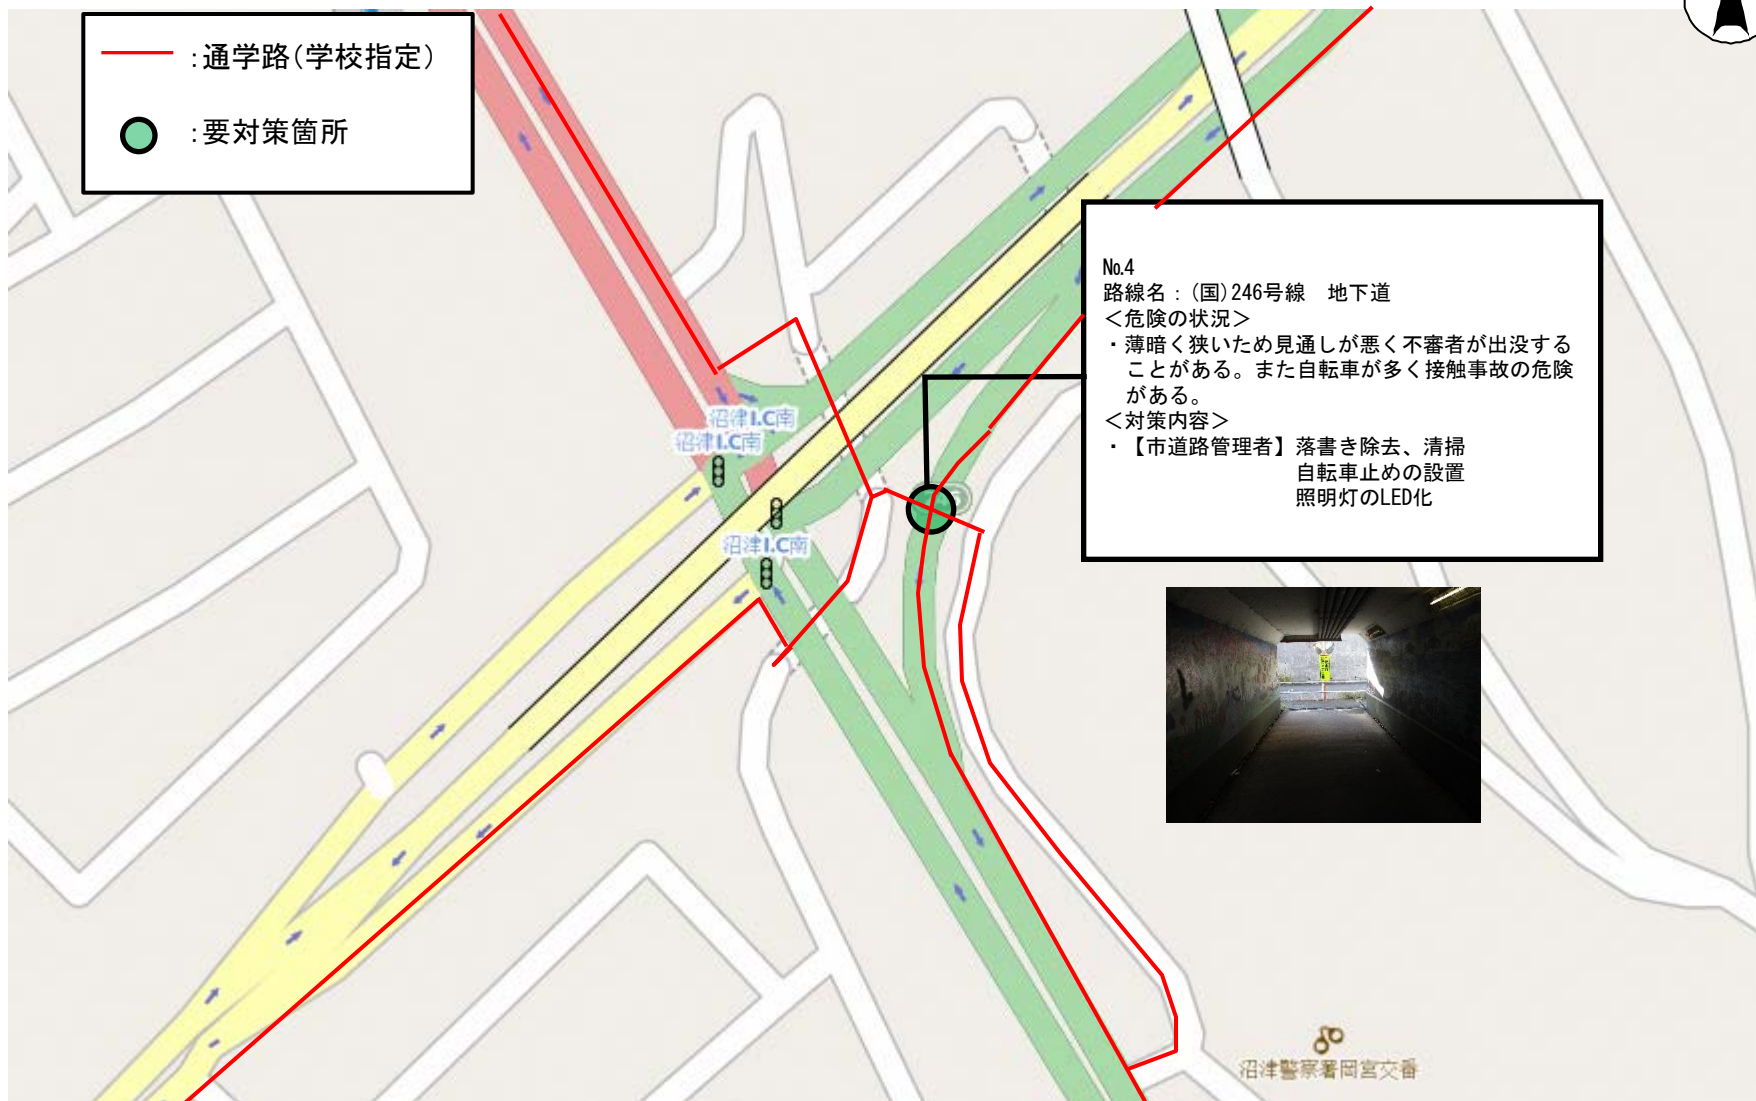 :通学路(学校指定)
:要対策箇所
No.4
路線名：(国)246号線　地下道
＜危険の状況＞
・薄暗く狭いため見通しが悪く不審者が出没する
ことがある。また自転車が多く接触事故の危険
がある。
＜対策内容＞
・【市道路管理者】落書き除去、清掃
自転車止めの設置
照明灯のLED化
沼津I.C南
沼津I.C南
沼津I.C南
沼津警察署岡宮交番